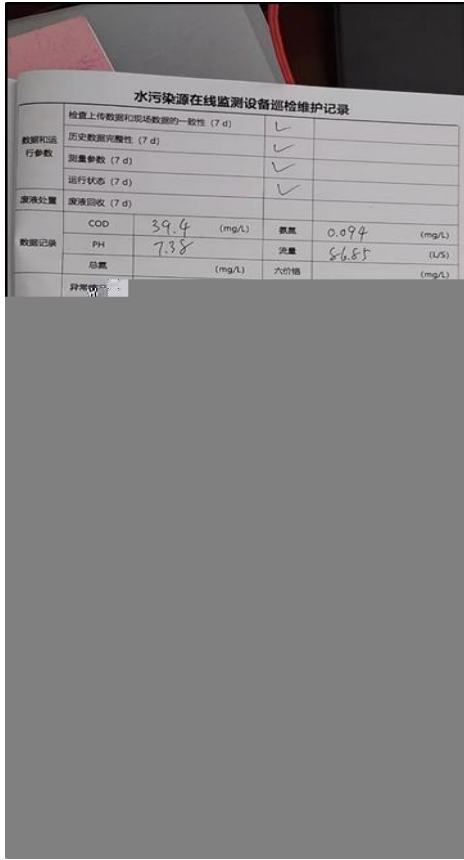 水污染源在线监测设备巡检维护记录
数据和运行参数 检查上传数据和现场数据的一致性 (7 d) ✓
历史数据完整性 (7 d) ✓
测量参数 (7 d) ✓
运行状态 (7 d) ✓
废液处置 废液回收 (7 d)
数据记录 COD 39.4 (mg/L) 氨氮 0.094 (mg/L)
PH 7.38 流量 86.85 (L/S)
总氮 (mg/L) 六价铬 (mg/L)
异常情